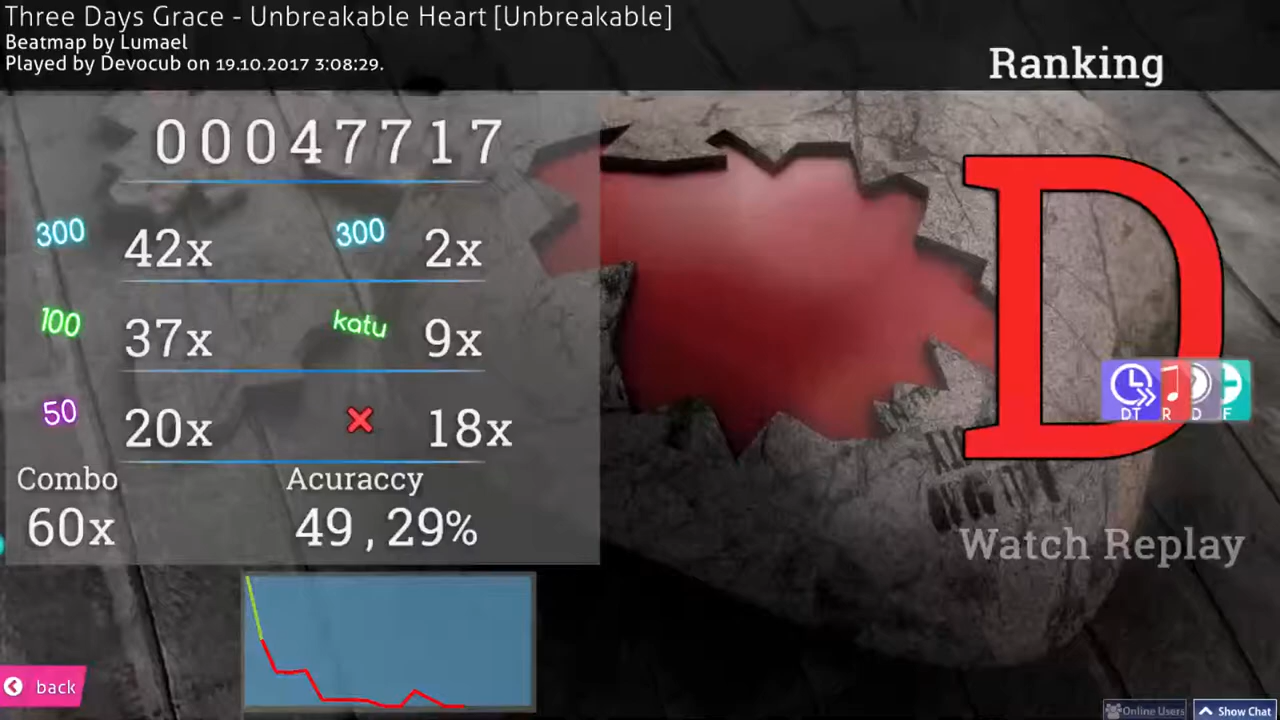 Three Days Grace - Unbreakable Heart [Unbreakable]
Beatmap by Lumael
Played by Devocub on 19.10.2017 3:08:29.
Ranking
00047717
300 42x 300 2x
100 37x katu 9x
50 20x 18x
Combo Acuraccy
60x 49,29%
D
DT R D F
Watch Replay
back
Online Users Show Chat